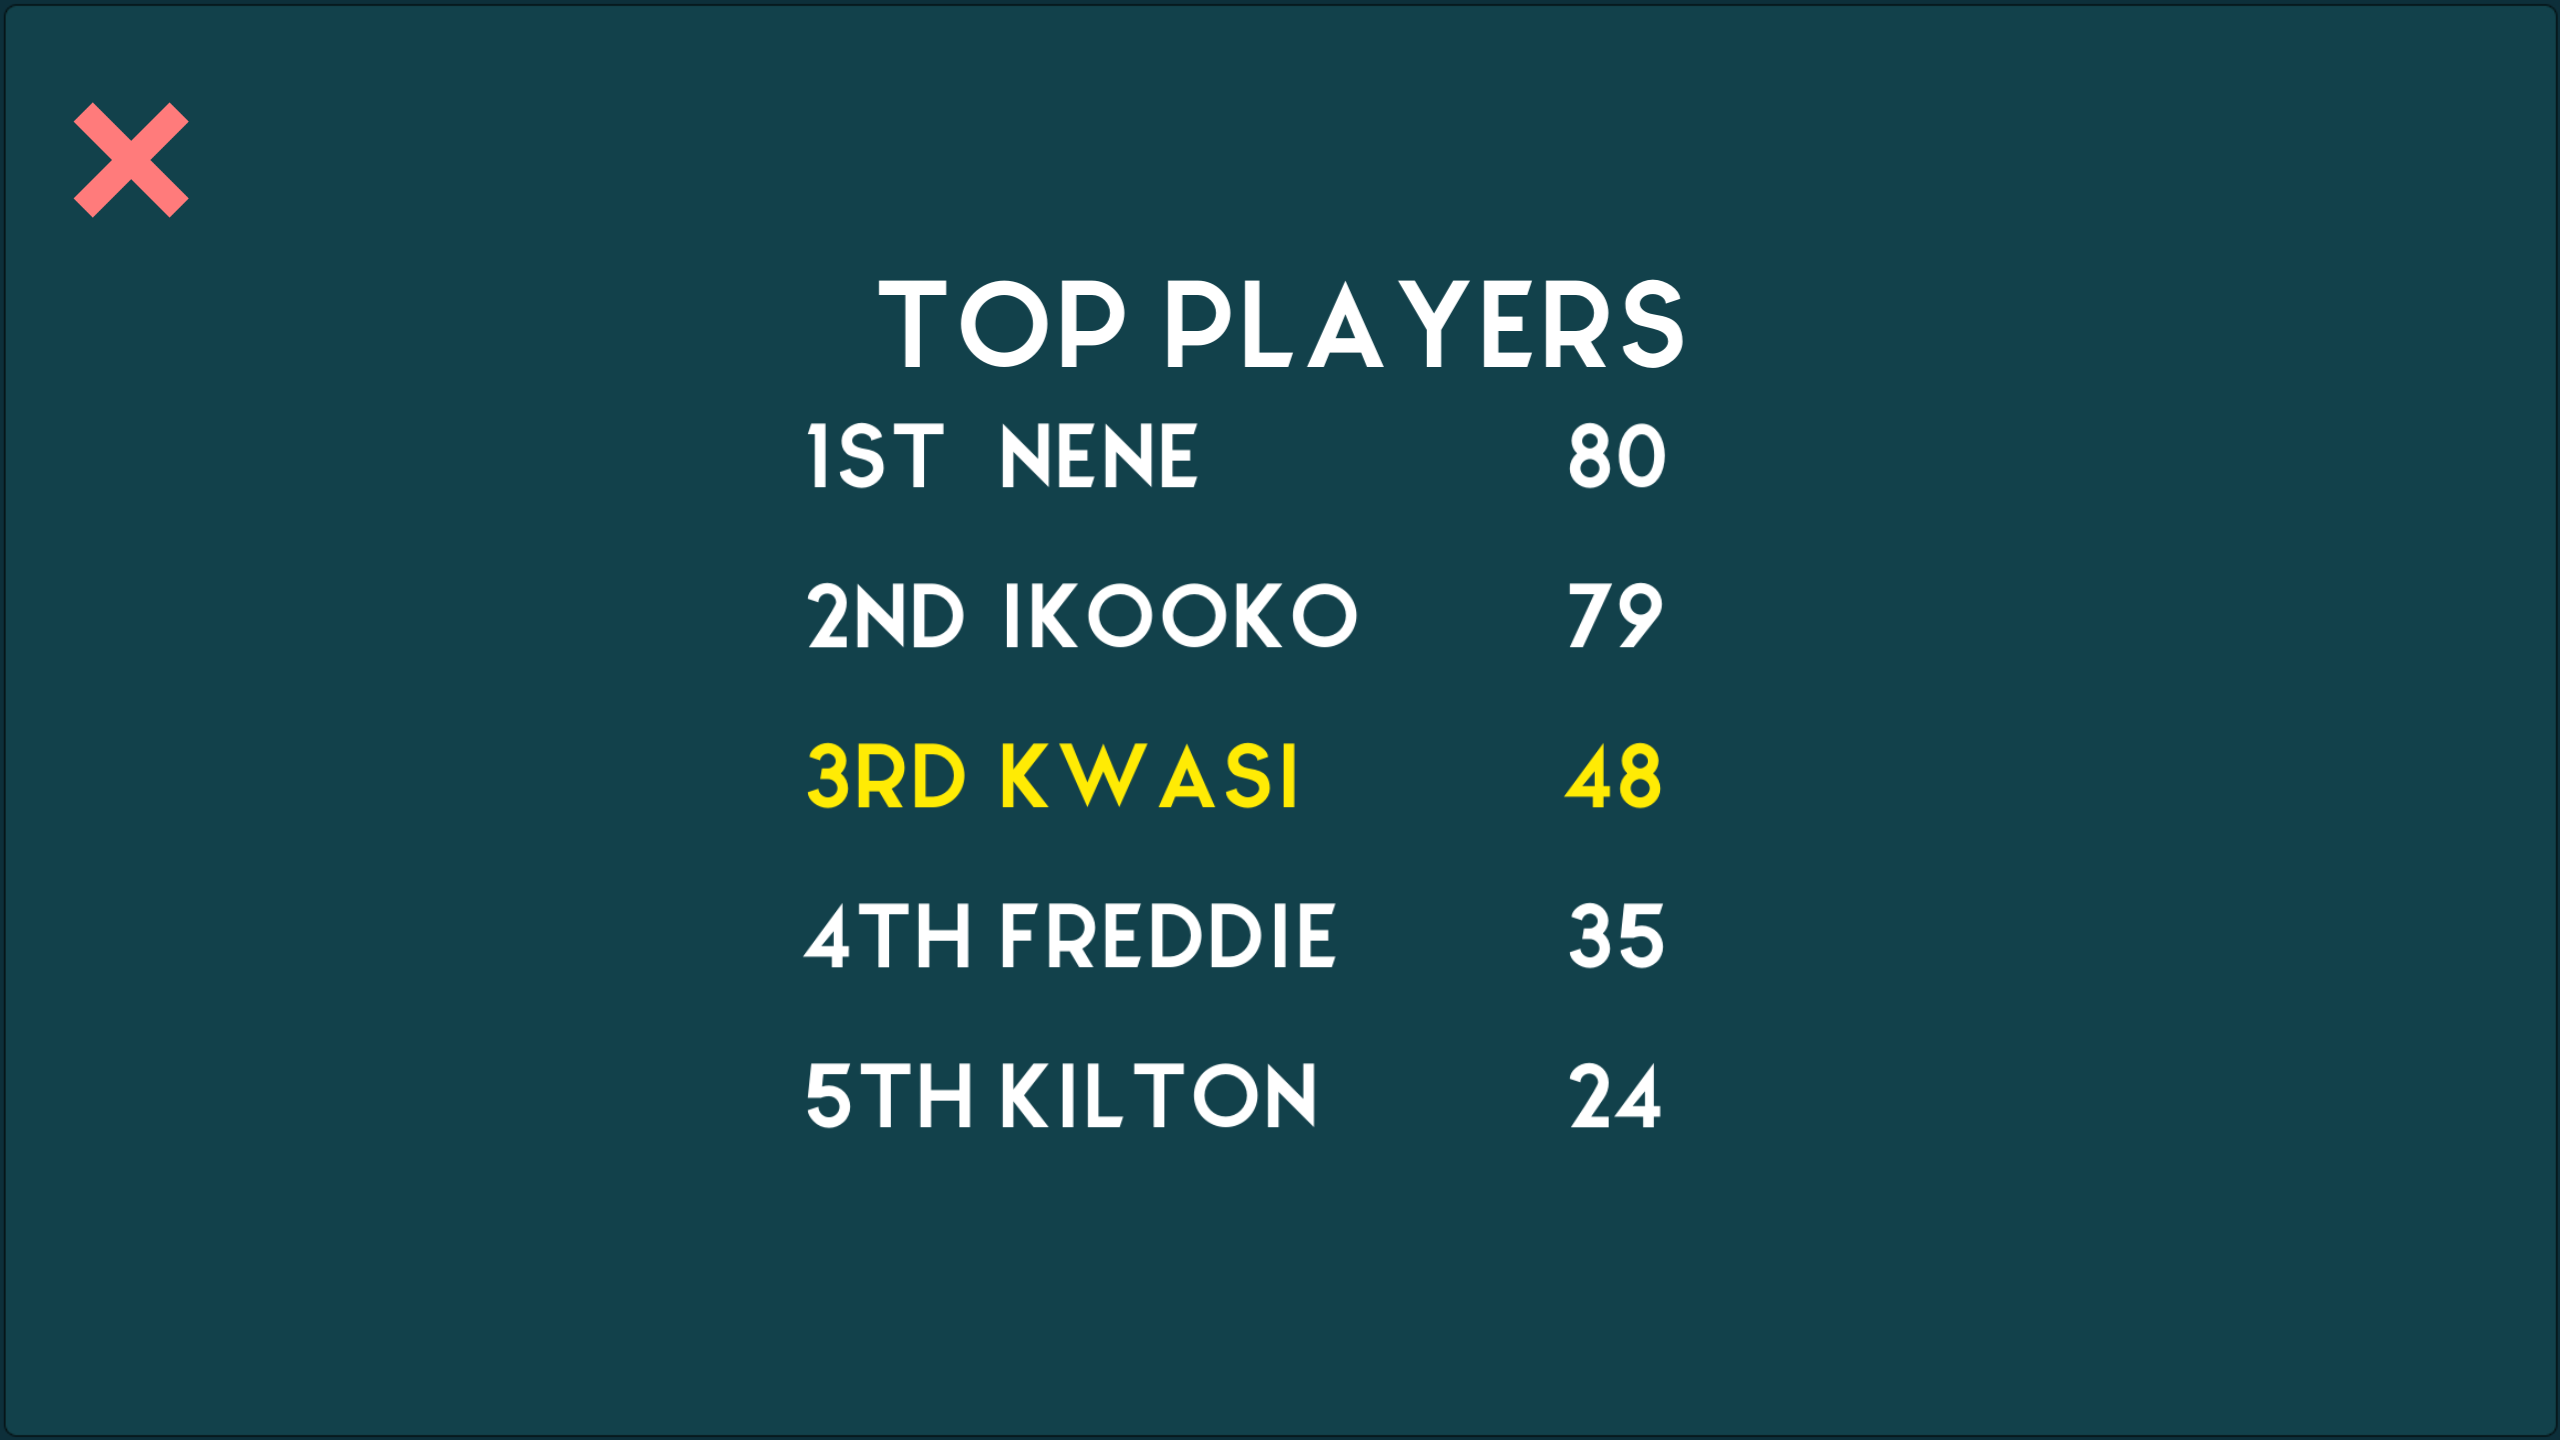 TOP PLAYERS
1ST NENE 80
2ND IKOOKO 79
3RD KWASI 48
4TH FREDDIE 35
5TH KILTON 24